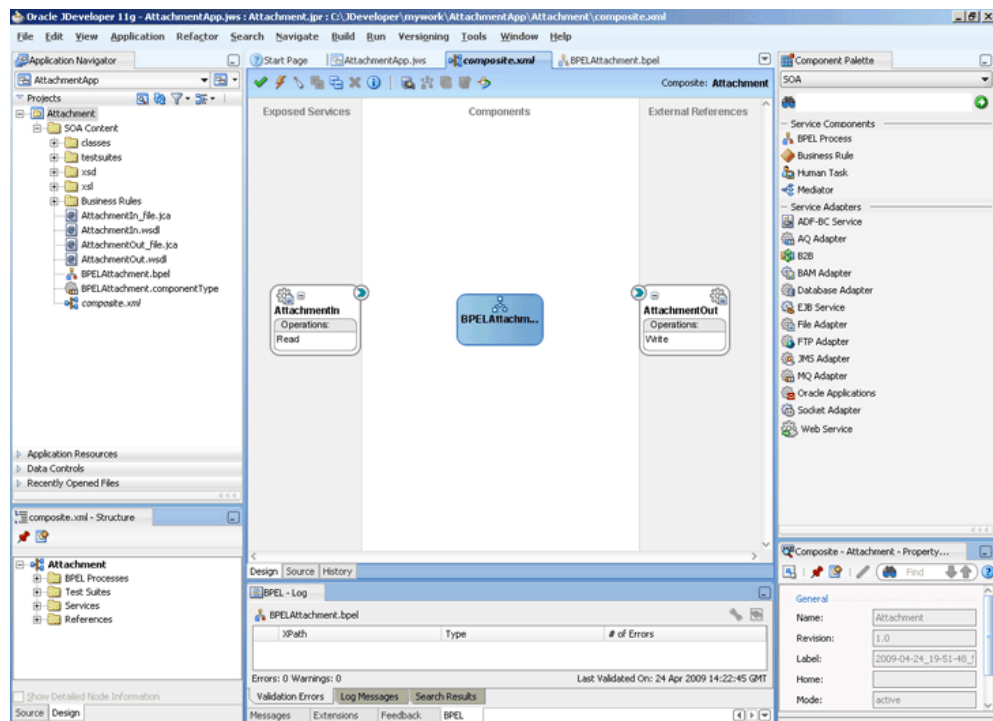 Oracle JDeveloper 11g - AttachmentApp.jws : Attachment.jpr : C:\JDeveloper\mywork\AttachmentApp\Attachment\composite.xml
File Edit View Application Refactor Search Navigate Build Run Versigning Tools Window Help
Application Navigator
AttachmentApp
Projects
Attachment
SOA Content
classes
testsuites
xsd
xsl
Business Rules
AttachmentIn_file.jca
AttachmentIn.wsdl
AttachmentOut_file.jca
AttachmentOut.wsdl
BPELAttachment.bpel
BPELAttachment.componentType
composite.xml
Application Resources
Data Controls
Recently Opened Files
composite.xml - Structure
Attachment
BPEL Processes
Test Suites
Services
References
Show Detailed Node Information
Source Design
Start Page AttachmentApp.jws composite.xml BPELAttachment.bpel
Composite: Attachment
Exposed Services Components External References
AttachmentIn
Operations:
Read
BPELAttachm...
AttachmentOut
Operations:
Write
Design Source History
BPEL - Log
BPELAttachment.bpel
XPath Type # of Errors
Errors: 0 Warnings: 0 Last Validated On: 24 Apr 2009 14:22:45 GMT
Validation Errors Log Messages Search Results
Messages Extensions Feedback BPEL
Component Palette
SOA
Service Components
BPEL Process
Business Rule
Human Task
Mediator
Service Adapters
ADF-BC Service
AQ Adapter
B2B
BAM Adapter
Database Adapter
EJB Service
File Adapter
FTP Adapter
JMS Adapter
MQ Adapter
Oracle Applications
Socket Adapter
Web Service
Composite - Attachment - Property...
Find
General
Name: Attachment
Revision: 1.0
Label: 2009-04-24_19-51-48_
Home:
Mode: active